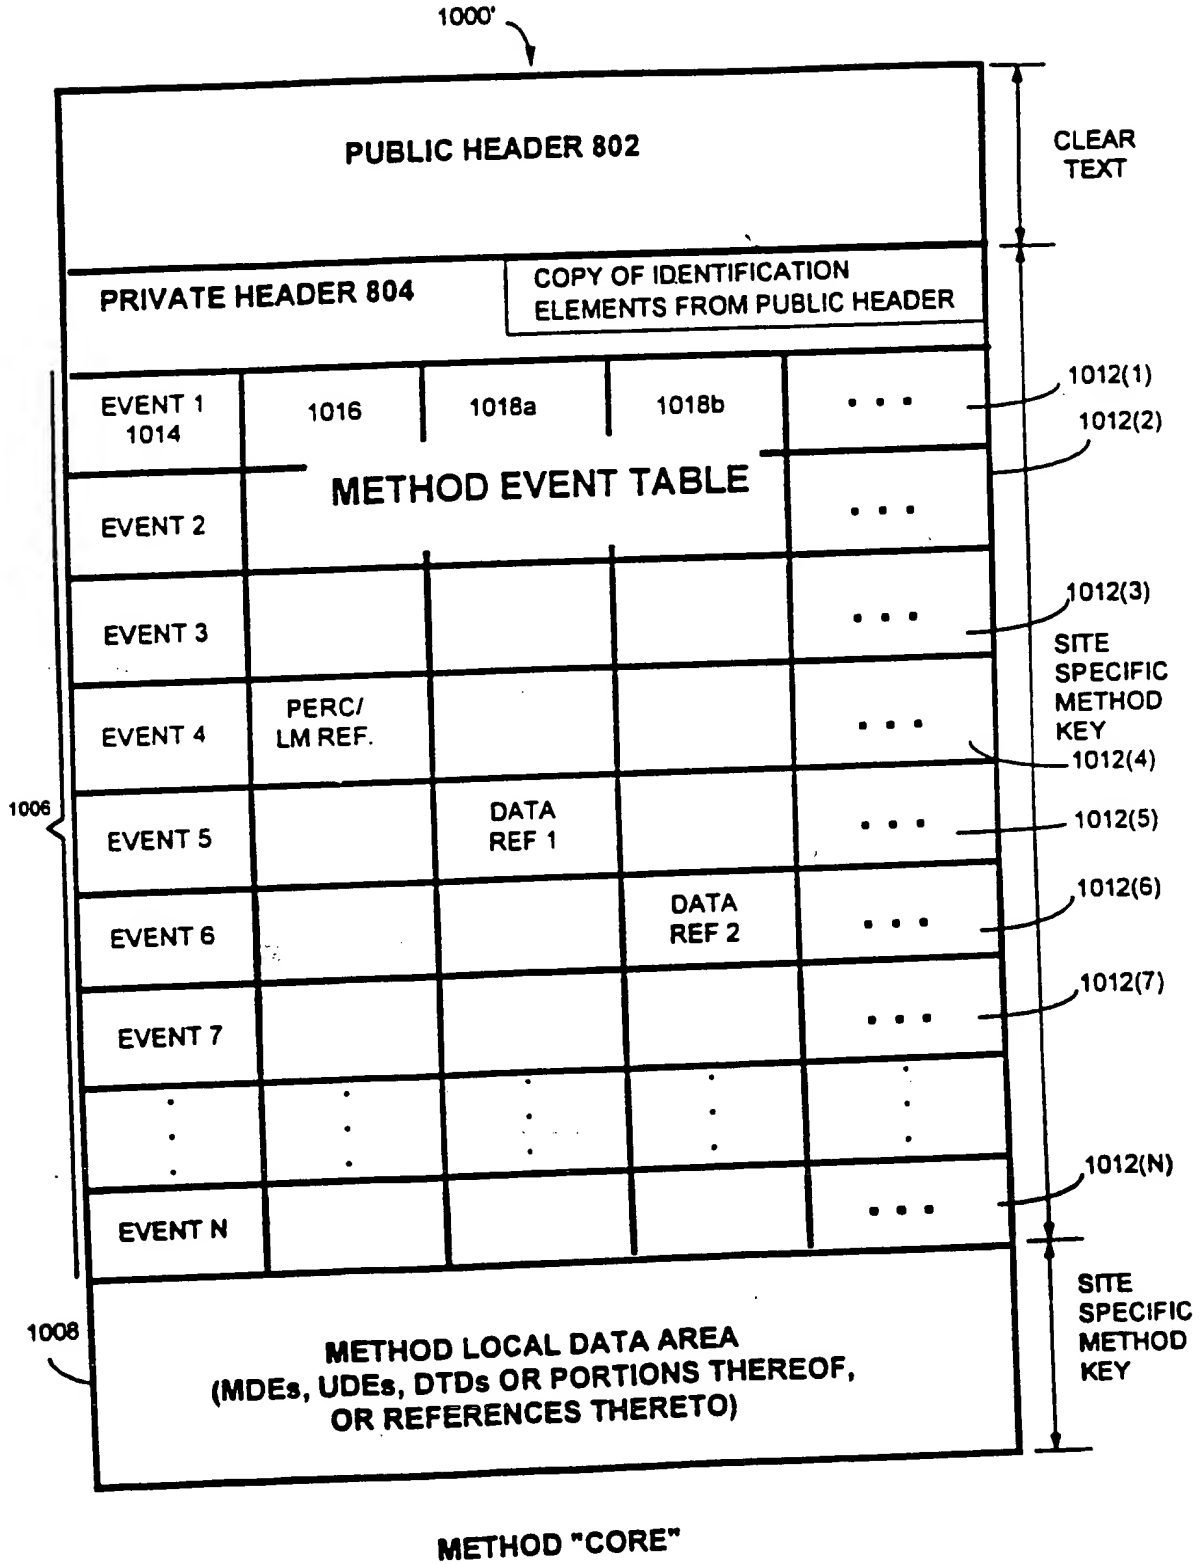 1000'
PUBLIC HEADER 802
CLEAR
TEXT
PRIVATE HEADER 804
COPY OF IDENTIFICATION
ELEMENTS FROM PUBLIC HEADER
EVENT 1
1014
1016
1018a
1018b
• • •
1012(1)
1012(2)
METHOD EVENT TABLE
EVENT 2
• • •
EVENT 3
• • •
1012(3)
SITE
SPECIFIC
METHOD
KEY
EVENT 4
PERC/
LM REF.
• • •
1012(4)
1006
EVENT 5
DATA
REF 1
• • •
1012(5)
EVENT 6
DATA
REF 2
• • •
1012(6)
EVENT 7
• • •
1012(7)
EVENT N
• • •
1012(N)
SITE
SPECIFIC
METHOD
KEY
1008
METHOD LOCAL DATA AREA
(MDEs, UDEs, DTDs OR PORTIONS THEREOF,
OR REFERENCES THERETO)
METHOD "CORE"